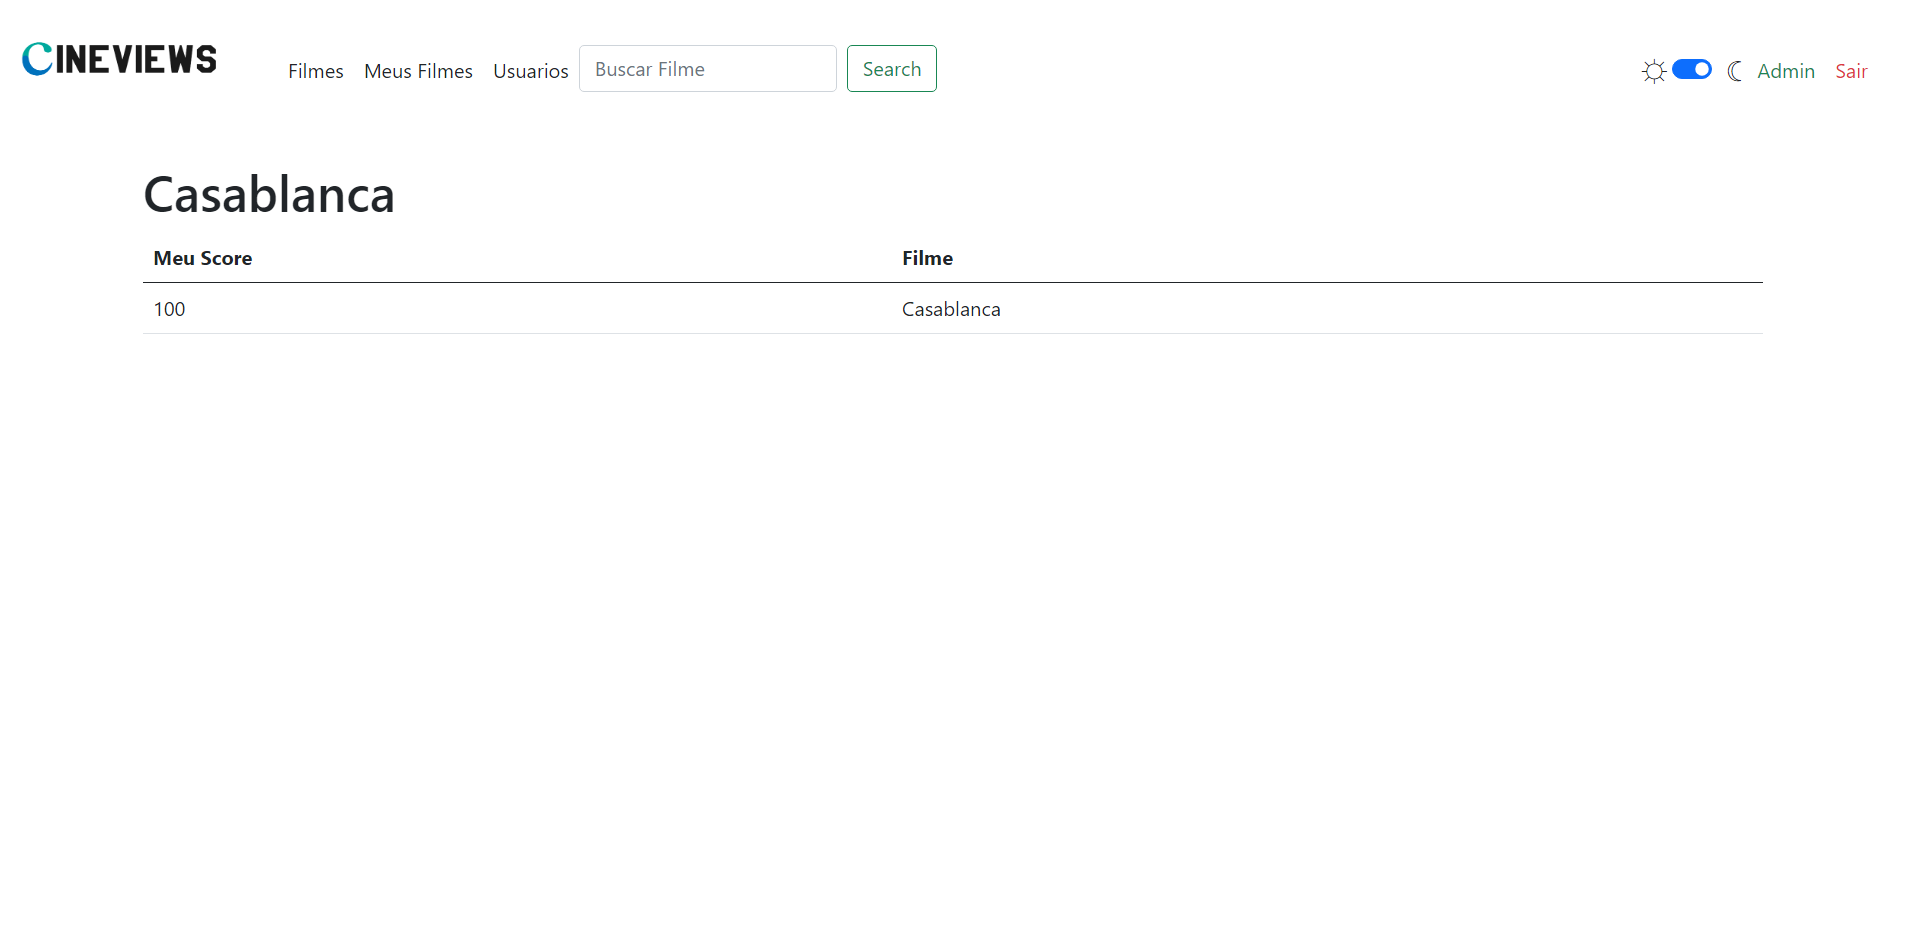 CINEVIEWS
Filmes Meus Filmes Usuarios Buscar Filme Search Admin Sair
Casablanca
Meu Score Filme
100 Casablanca